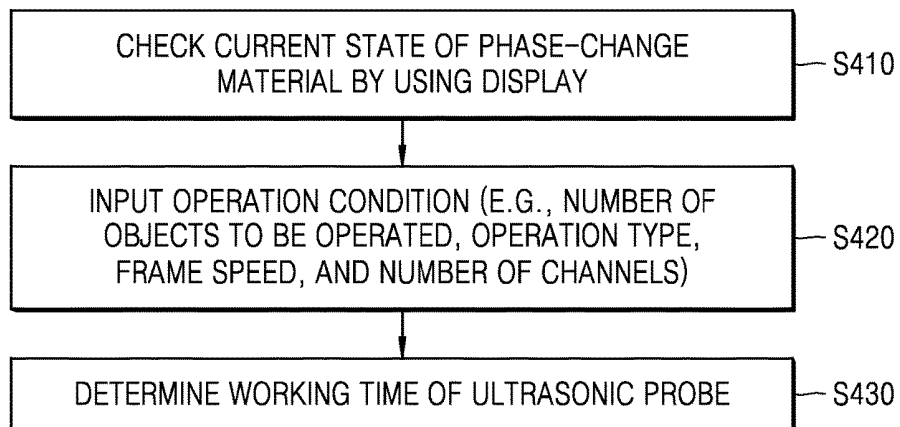 CHECK CURRENT STATE OF PHASE-CHANGE
MATERIAL BY USING DISPLAY
S410
INPUT OPERATION CONDITION (E.G., NUMBER OF
OBJECTS TO BE OPERATED, OPERATION TYPE,
FRAME SPEED, AND NUMBER OF CHANNELS)
S420
DETERMINE WORKING TIME OF ULTRASONIC PROBE
S430